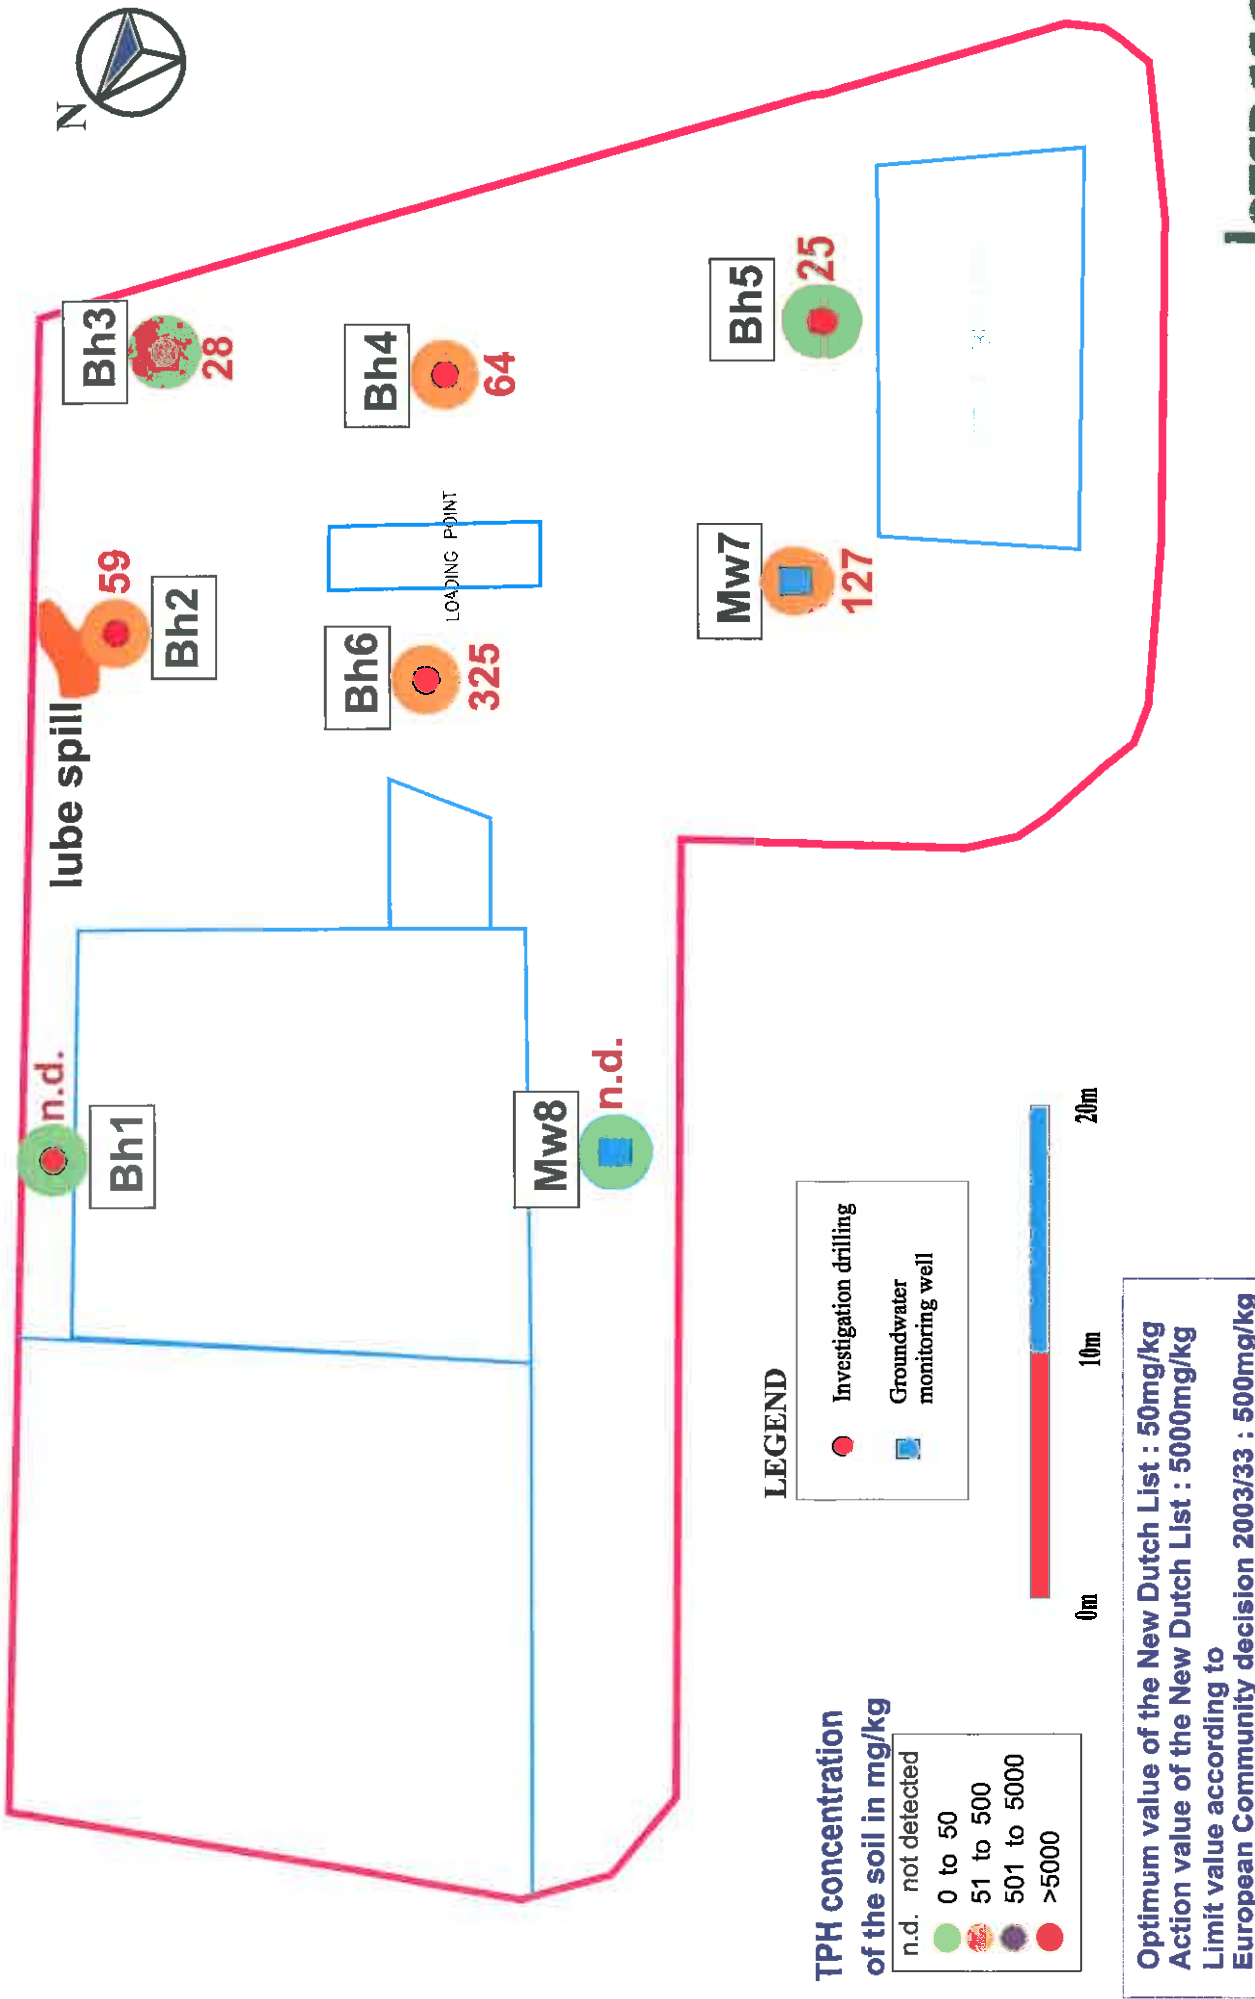 N
lube spill
n.d.
Bh1
59
Bh2
Bh3
28
Bh6
325
LOADING POINT
Bh4
64
Mw8
n.d.
Mw7
127
Bh5
25
LEGEND
Investigation drilling
Groundwater
monitoring well
0m
10m
20m
TPH concentration
of the soil in mg/kg
n.d. not detected
0 to 50
51 to 500
501 to 5000
>5000
Optimum value of the New Dutch List : 50mg/kg
Action value of the New Dutch List : 5000mg/kg
Limit value according to
European Community decision 2003/33 : 500mg/kg